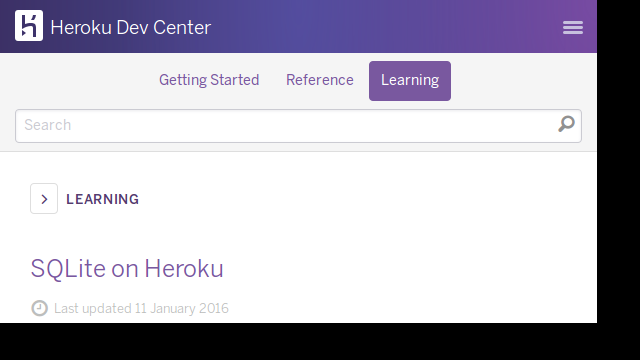 Heroku Dev Center
Getting Started Reference Learning
Search
LEARNING
SQLite on Heroku
Last updated 11 January 2016